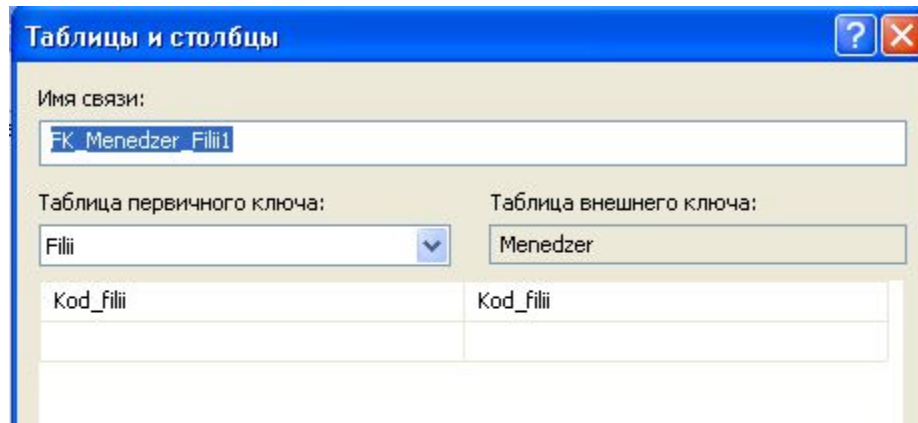 Таблицы и столбцы
Имя связи:
FK_Menedzer_Filii1
Таблица первичного ключа: Таблица внешнего ключа:
Filii Menedzer
Kod_filii Kod_filii